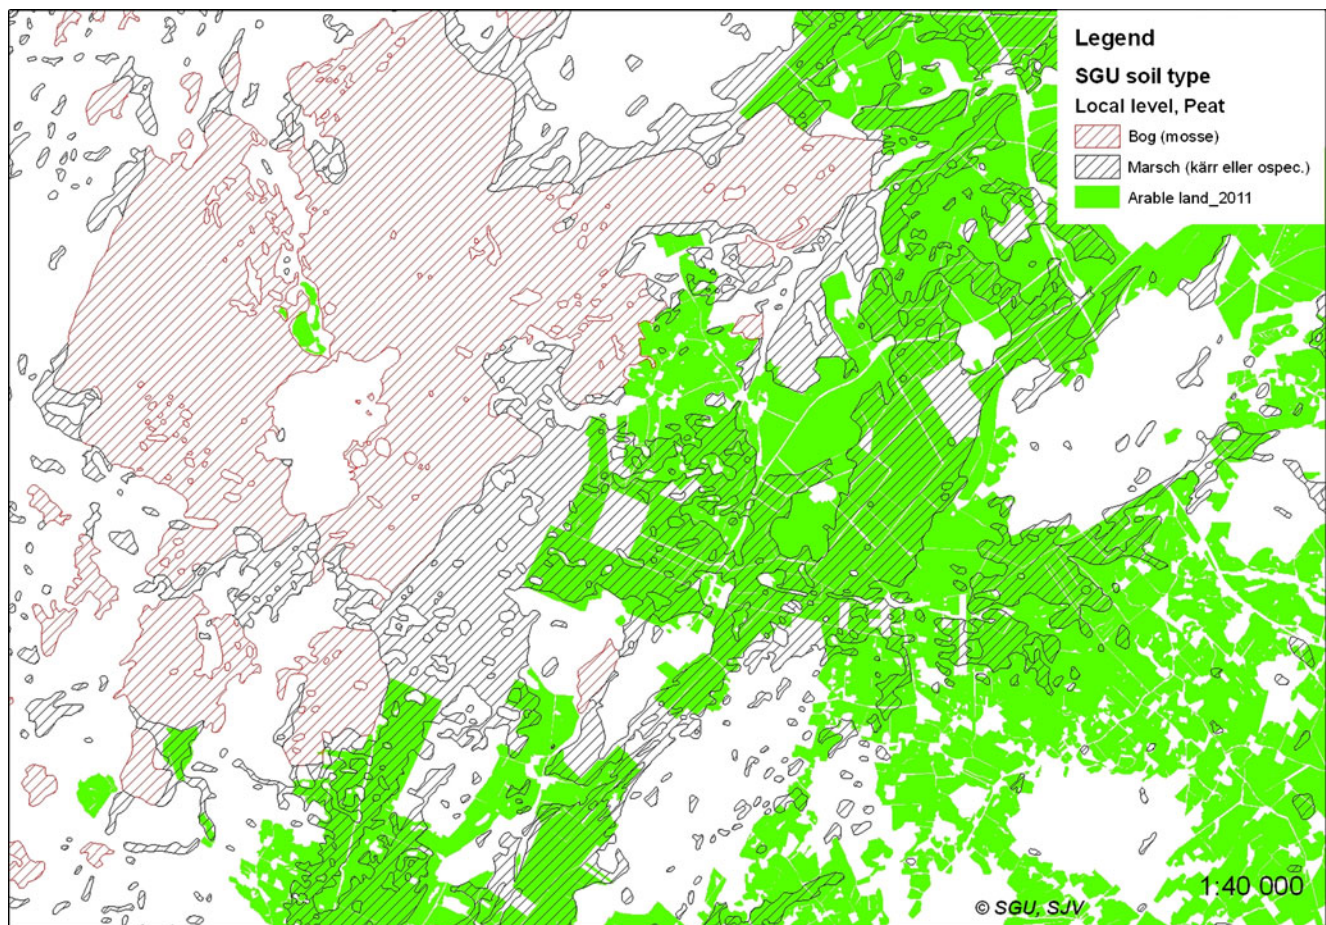 Legend
SGU soil type
Local level, Peat
Bog (mosse)
Marsch (kärr eller ospec.)
Arable land_2011
1:40 000
© SGU, SJV